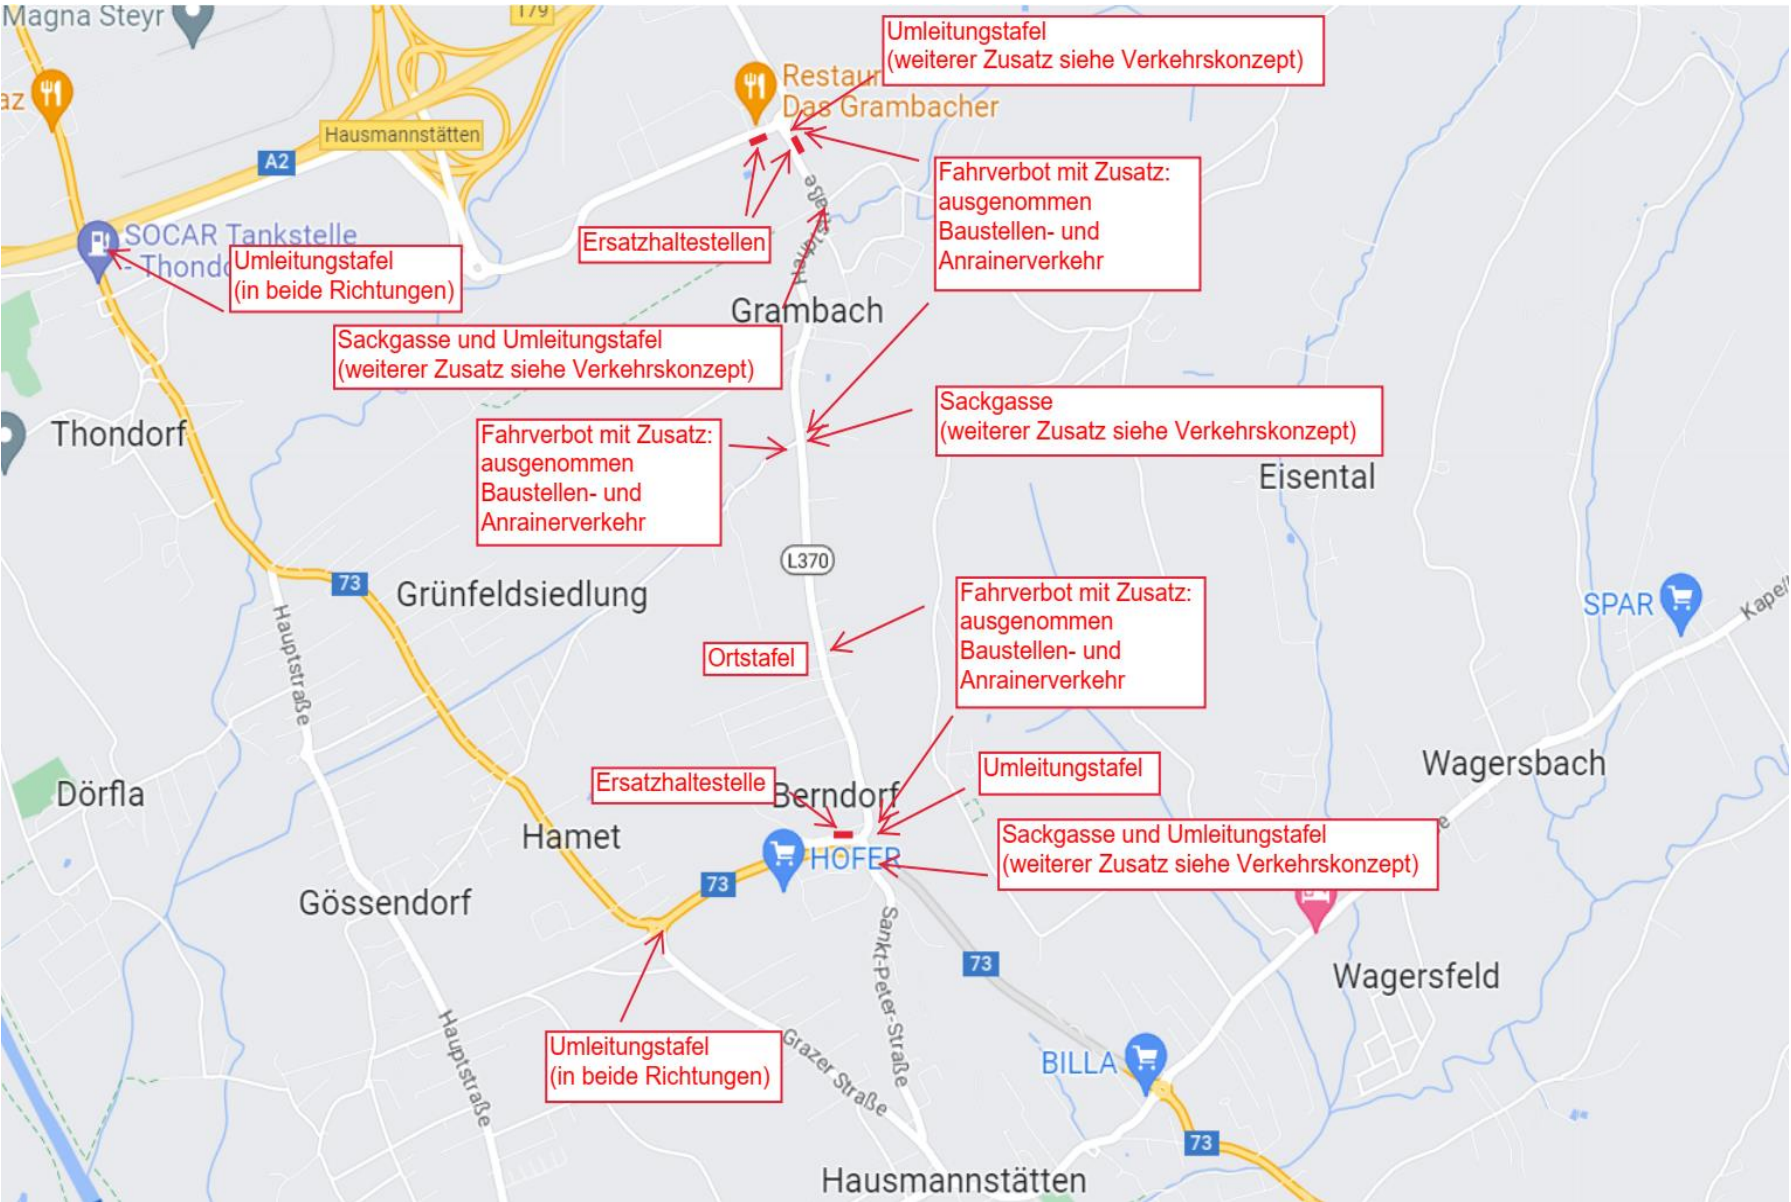 Magna Steyr
179
Umleitungstafel
(weiterer Zusatz siehe Verkehrskonzept)
Restaur
Das Grambacher
az
Hausmannstätten
A2
Fahrverbot mit Zusatz:
ausgenommen
Baustellen- und
Anrainerverkehr
Hauptstraße
Ersatzhaltestellen
SOCAR Tankstelle
- Thondo
Umleitungstafel
(in beide Richtungen)
Grambach
Sackgasse und Umleitungstafel
(weiterer Zusatz siehe Verkehrskonzept)
Sackgasse
(weiterer Zusatz siehe Verkehrskonzept)
Thondorf
Fahrverbot mit Zusatz:
ausgenommen
Baustellen- und
Anrainerverkehr
Eisental
L370
73
Grünfeldsiedlung
Fahrverbot mit Zusatz:
ausgenommen
Baustellen- und
Anrainerverkehr
SPAR
Hauptstraße
Ortstafel
Wagersbach
Umleitungstafel
Ersatzhaltestelle
Berndorf
Dörfla
Hamet
Sackgasse und Umleitungstafel
(weiterer Zusatz siehe Verkehrskonzept)
HOFER
73
Gössendorf
Sankt-Peter-Straße
73
Wagersfeld
Umleitungstafel
(in beide Richtungen)
Hauptstraße
Grazer Straße
BILLA
73
Hausmannstätten